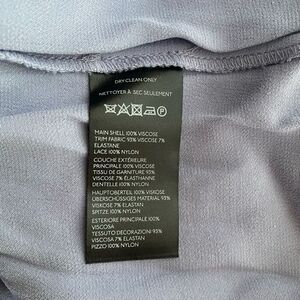 DRY CLEAN ONLY
NETTOYER À SEC SEULEMENT
P
MAIN SHELL 100% VISCOSE
TRIM FABRIC 93% VISCOSE 7%
ELASTANE
LACE 100% NYLON
COUCHE EXTÉRIEURE
PRINCIPALE 100% VISCOSE
TISSU DE GARNITURE 93%
VISCOSE 7% ÉLASTHANNE
DENTELLE 100% NYLON
HAUPTOBERTEIL 100% VISKOSE
ÜBERSCHÜSSIGES MATERIAL 93%
VISKOSE 7% ELASTAN
SPITZE 100% NYLON
ESTERIORE PRINCIPALE 100%
VISCOSA
TESSUTO DECORAZIONI 93%
VISCOSA 7% ELASTAN
PIZZO 100% NYLON